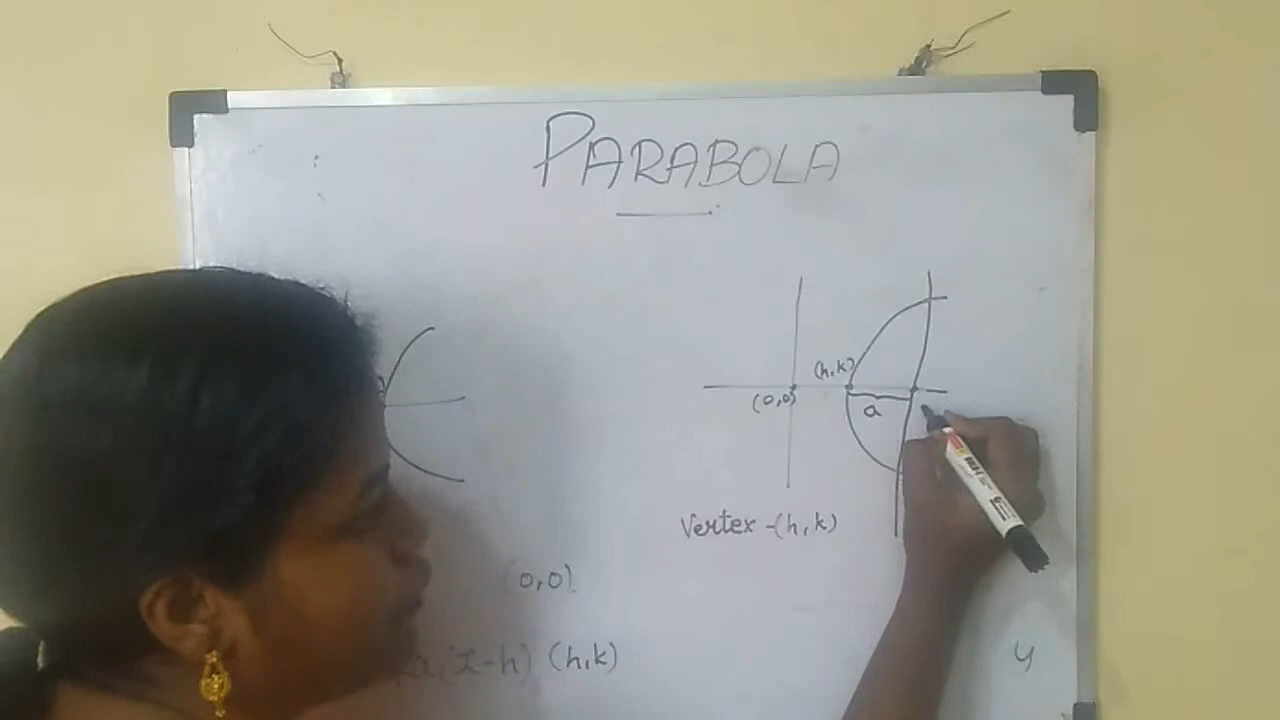 PARABOLA
(h,k)
(0,0)
a
Vertex -(h,k)
(0,0)
a(x-h) (h,k)
y